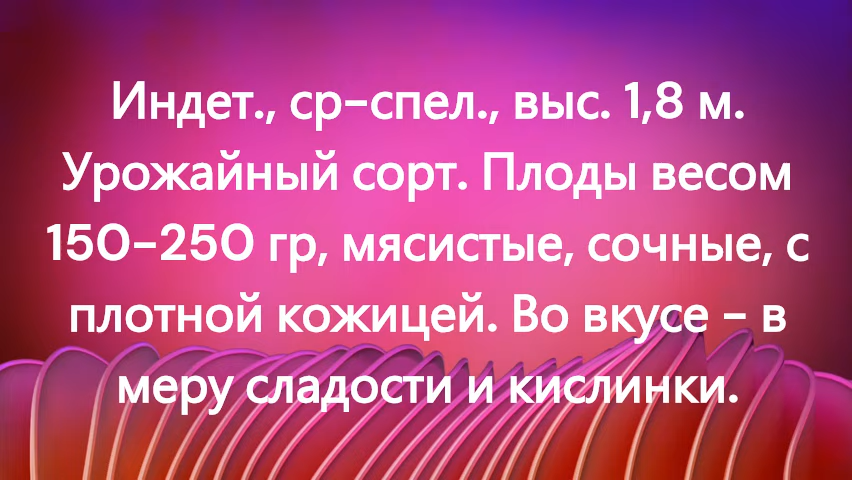 Индет., ср-спел., выс. 1,8 м.
Урожайный сорт. Плоды весом
150-250 гр, мясистые, сочные, с
плотной кожицей. Во вкусе - в
меру сладости и кислинки.